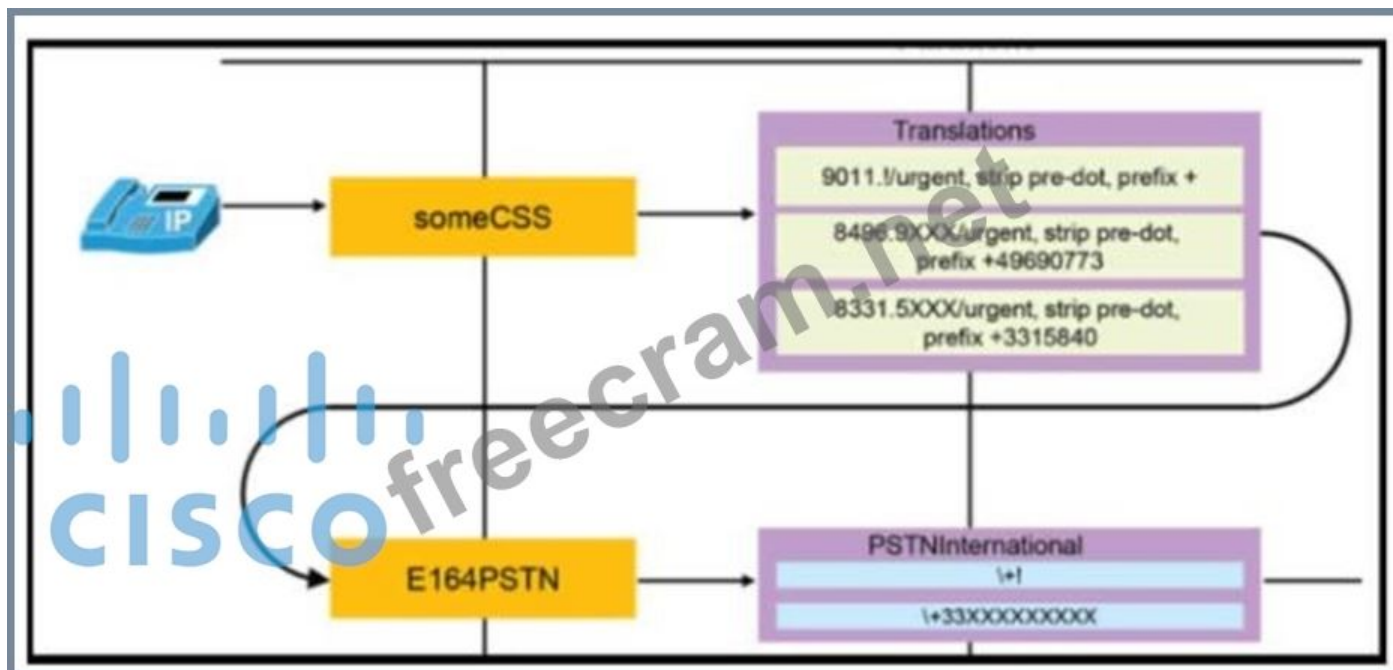 Translations
9011.!/urgent, strip pre-dot, prefix +
IP
someCSS
8496.9XXX/urgent, strip pre-dot,
prefix +49690773
8331.5XXX/urgent, strip pre-dot,
prefix +3315840
CISCO
freecram.net
PSTNInternational
E164PSTN
\+!
\+33XXXXXXXXX